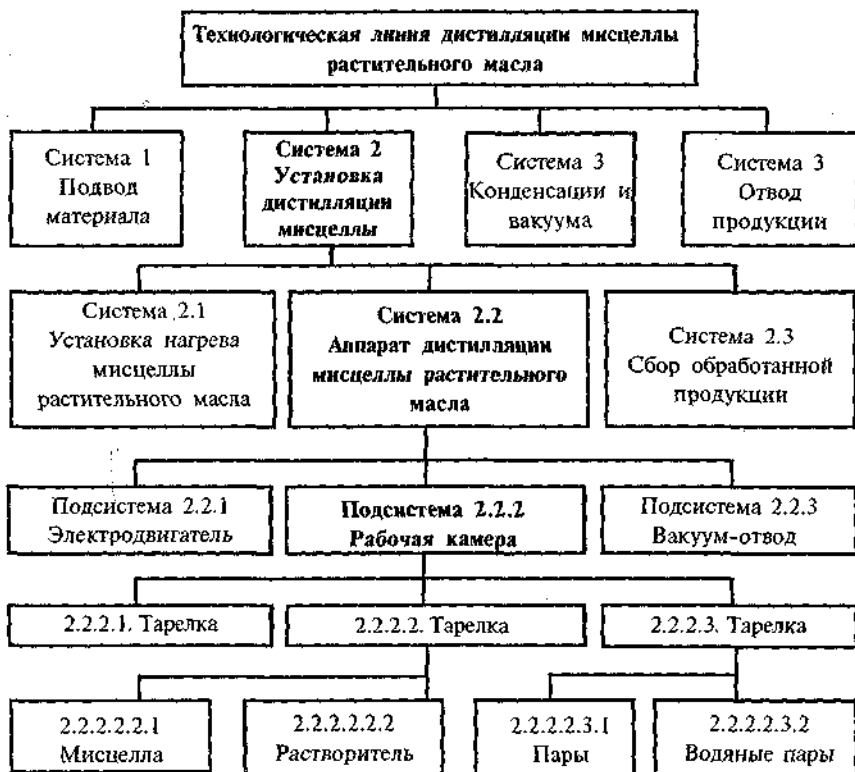 Технологическая линия дистилляции мисцеллы
растительного масла
Система 1
Подвод
материала
Система 2
Установка
дистилляции
мисцеллы
Система 3
Конденсации и
вакуума
Система 3
Отвод
продукции
Система 2.1
Установка нагрева
мисцеллы
растительного масла
Система 2.2
Аппарат дистилляции
мисцеллы растительного
масла
Система 2.3
Сбор обработанной
продукции
Подсистема 2.2.1
Электродвигатель
Подсистема 2.2.2
Рабочая камера
Подсистема 2.2.3
Вакуум-отвод
2.2.2.1. Тарелка
2.2.2.2. Тарелка
2.2.2.3. Тарелка
2.2.2.2.2.1
Мисцелла
2.2.2.2.2.2
Растворитель
2.2.2.2.3.1
Пары
2.2.2.2.3.2
Водяные пары